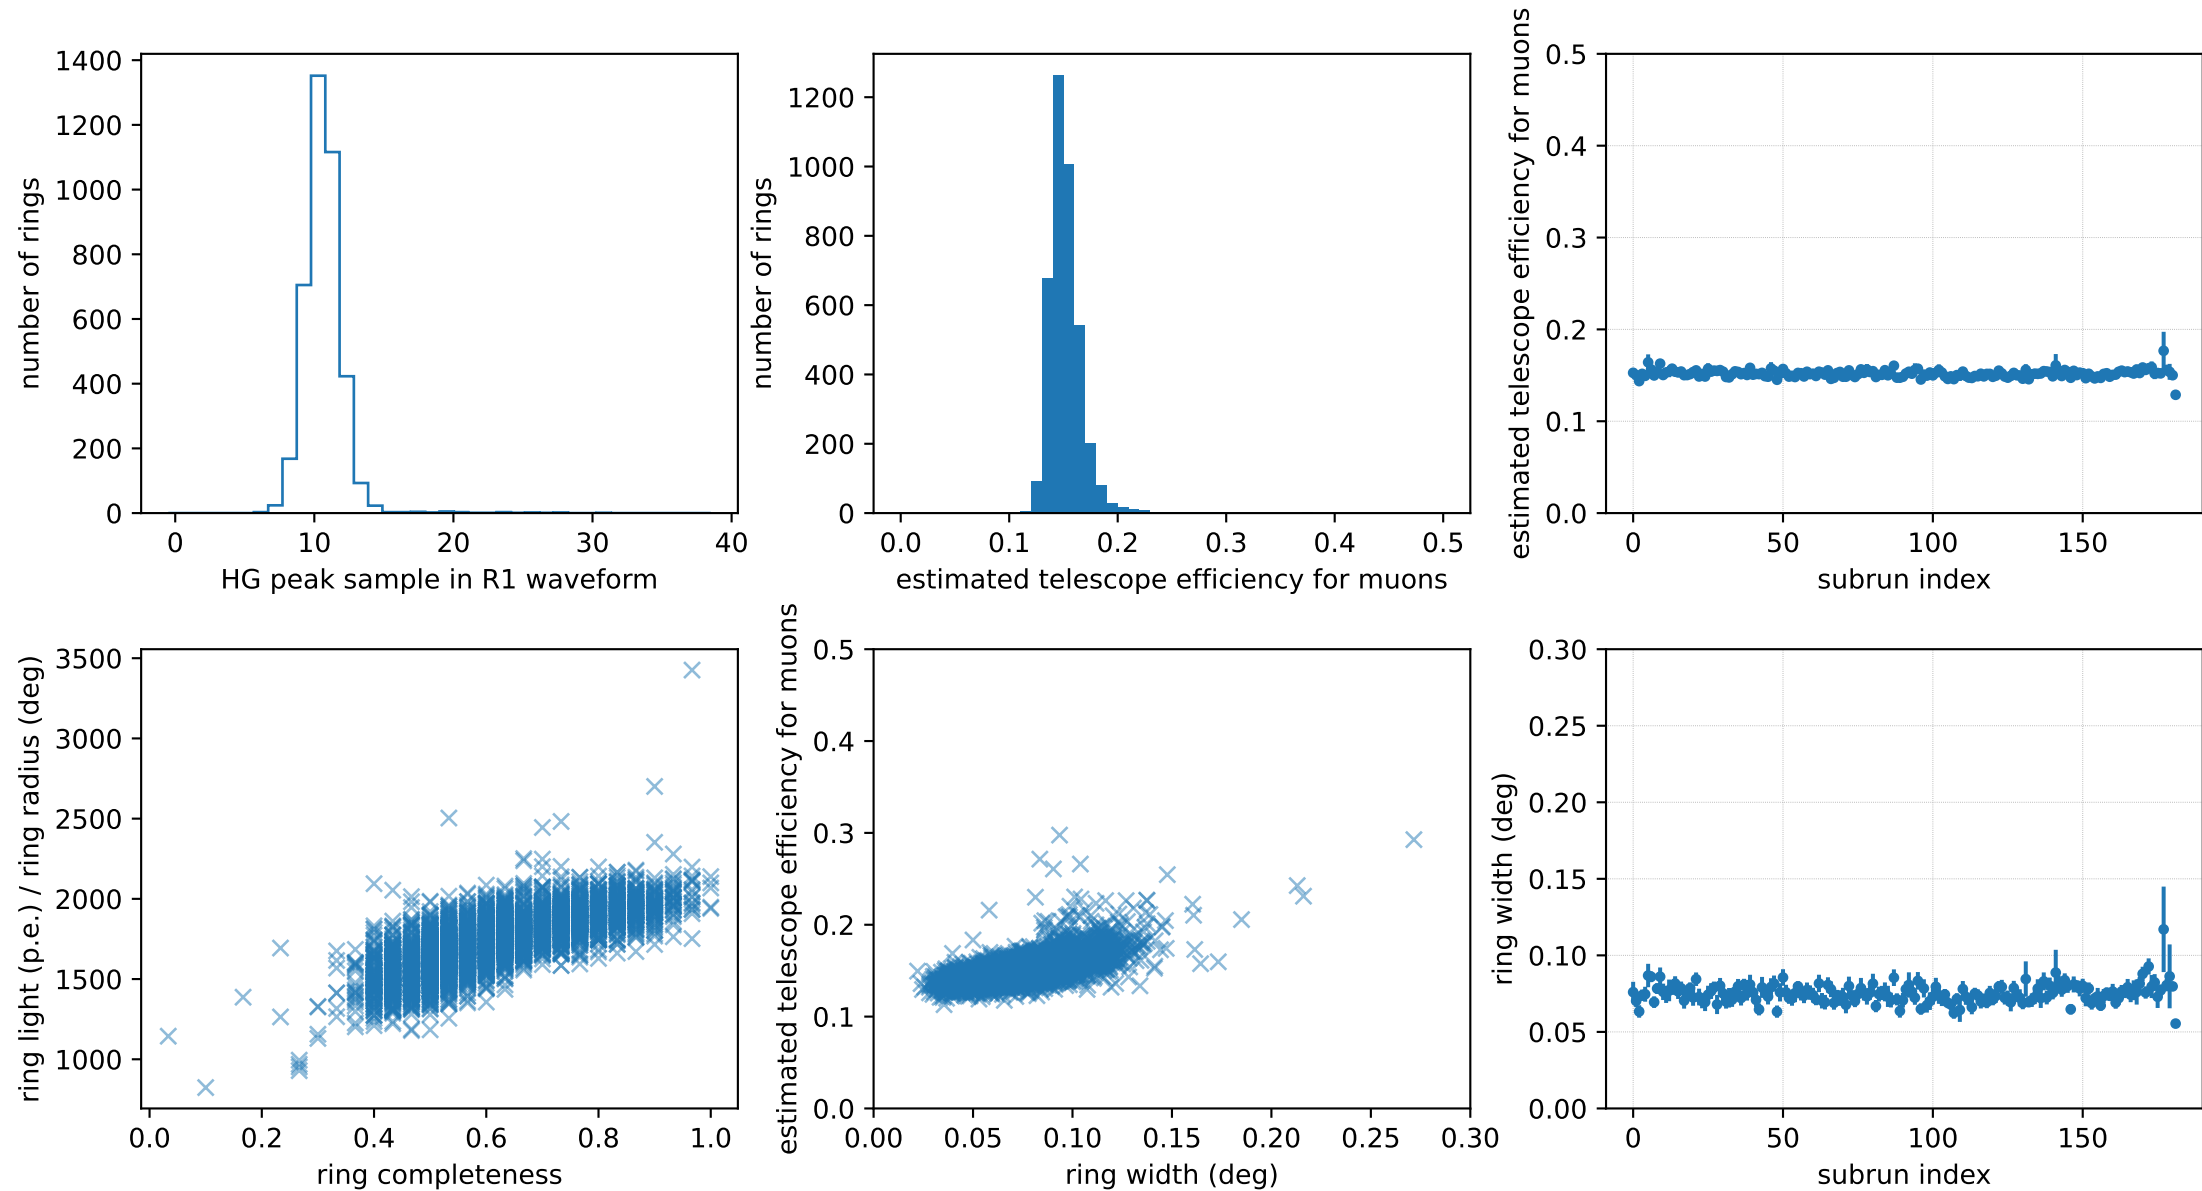 1400
1200
1000
800
600
400
200
0
number of rings
0 10 20 30 40
HG peak sample in R1 waveform
1200
1000
800
600
400
200
0
number of rings
0.0 0.1 0.2 0.3 0.4 0.5
estimated telescope efficiency for muons
0.5
0.4
0.3
0.2
0.1
0.0
estimated telescope efficiency for muons
0 50 100 150
subrun index
3500
3000
2500
2000
1500
1000
ring light (p.e.) / ring radius (deg)
0.0 0.2 0.4 0.6 0.8 1.0
ring completeness
0.5
0.4
0.3
0.2
0.1
0.0
estimated telescope efficiency for muons
0.00 0.05 0.10 0.15 0.20 0.25 0.30
ring width (deg)
0.30
0.25
0.20
0.15
0.10
0.05
0.00
ring width (deg)
0 50 100 150
subrun index